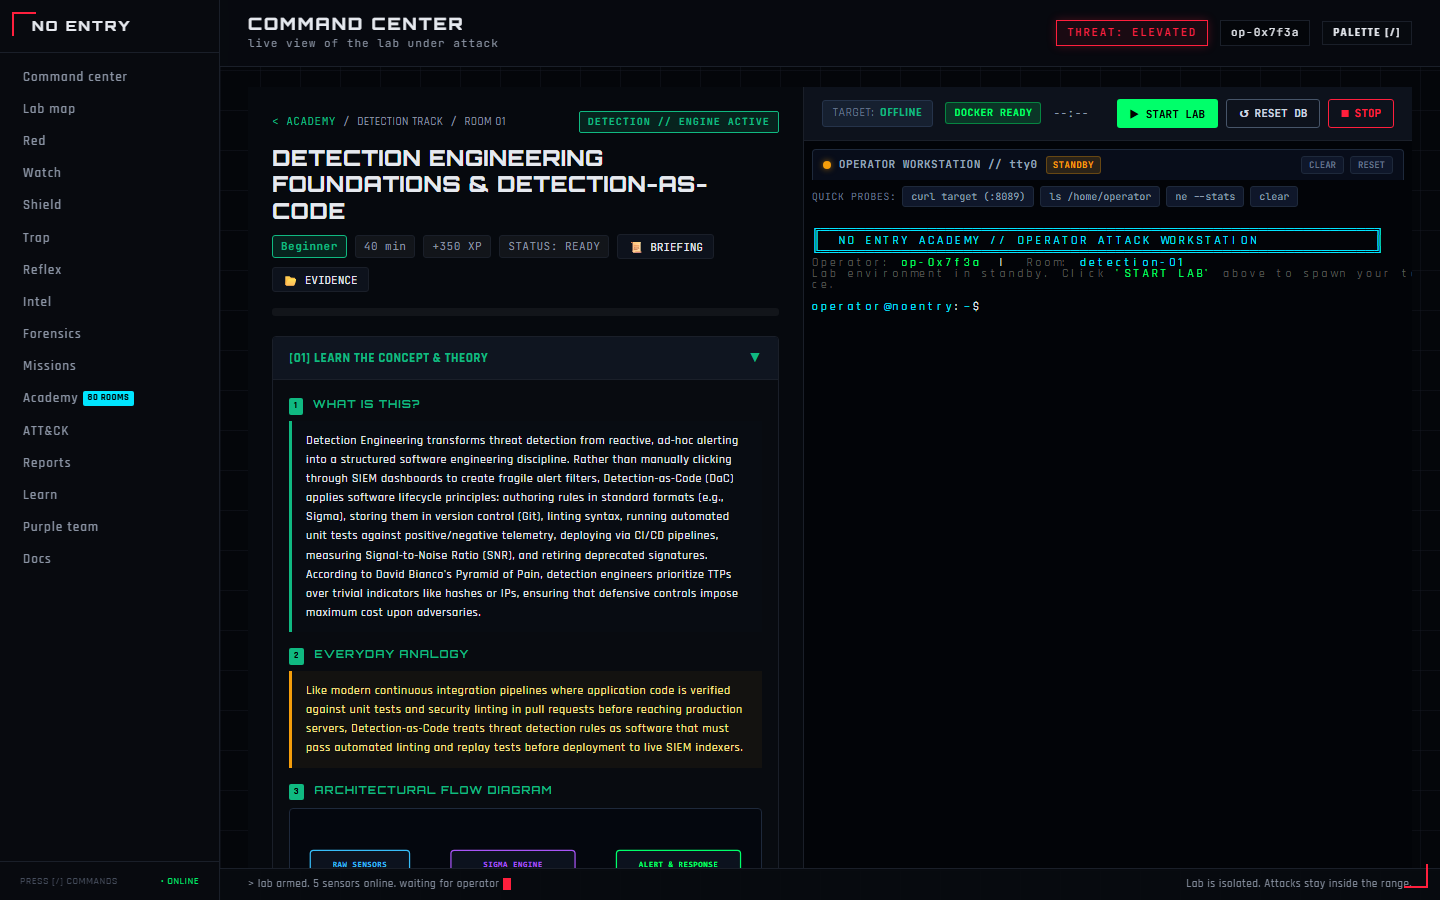 NO ENTRY
Command center
Lab map
Red
Watch
Shield
Trap
Reflex
Intel
Forensics
Missions
Academy 80 ROOMS
ATT&CK
Reports
Learn
Purple team
Docs
PRESS [/] COMMANDS
• ONLINE
COMMAND CENTER
live view of the lab under attack
THREAT: ELEVATED
op-0x7f3a
PALETTE [/]
< ACADEMY / DETECTION TRACK / ROOM 01
DETECTION // ENGINE ACTIVE
DETECTION ENGINEERING
FOUNDATIONS & DETECTION-AS-
CODE
Beginner
40 min
+350 XP
STATUS: READY
📜 BRIEFING
📂 EVIDENCE
[01] LEARN THE CONCEPT & THEORY ▼
1 WHAT IS THIS?
Detection Engineering transforms threat detection from reactive, ad-hoc alerting
into a structured software engineering discipline. Rather than manually clicking
through SIEM dashboards to create fragile alert filters, Detection-as-Code (DaC)
applies software lifecycle principles: authoring rules in standard formats (e.g.,
Sigma), storing them in version control (Git), linting syntax, running automated
unit tests against positive/negative telemetry, deploying via CI/CD pipelines,
measuring Signal-to-Noise Ratio (SNR), and retiring deprecated signatures.
According to David Bianco's Pyramid of Pain, detection engineers prioritize TTPs
over trivial indicators like hashes or IPs, ensuring that defensive controls impose
maximum cost upon adversaries.
2 EVERYDAY ANALOGY
Like modern continuous integration pipelines where application code is verified
against unit tests and security linting in pull requests before reaching production
servers, Detection-as-Code treats threat detection rules as software that must
pass automated linting and replay tests before deployment to live SIEM indexers.
3 ARCHITECTURAL FLOW DIAGRAM
RAW SENSORS
SIGMA ENGINE
ALERT & RESPONSE
TARGET: OFFLINE
DOCKER READY
--:--
▶ START LAB
↺ RESET DB
■ STOP
OPERATOR WORKSTATION // tty0
STANDBY
CLEAR
RESET
QUICK PROBES:
curl target (:8089)
ls /home/operator
ne --stats
clear
NO ENTRY ACADEMY // OPERATOR ATTACK WORKSTATION
Operator: op-0x7f3a | Room: detection-01
Lab environment in standby. Click 'START LAB' above to spawn your t
ce.
operator@noentry:~$
> lab armed. 5 sensors online. waiting for operator
Lab is isolated. Attacks stay inside the range.